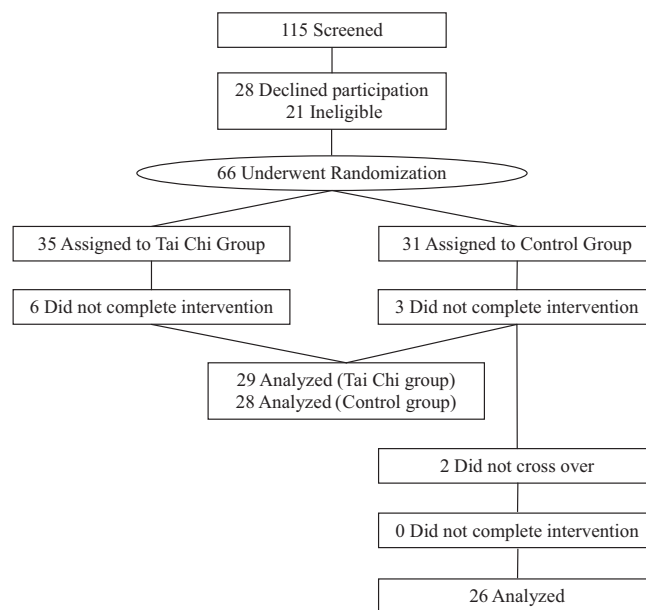 115 Screened
28 Declined participation
21 Ineligible
66 Underwent Randomization
35 Assigned to Tai Chi Group
31 Assigned to Control Group
6 Did not complete intervention
3 Did not complete intervention
29 Analyzed (Tai Chi group)
28 Analyzed (Control group)
2 Did not cross over
0 Did not complete intervention
26 Analyzed